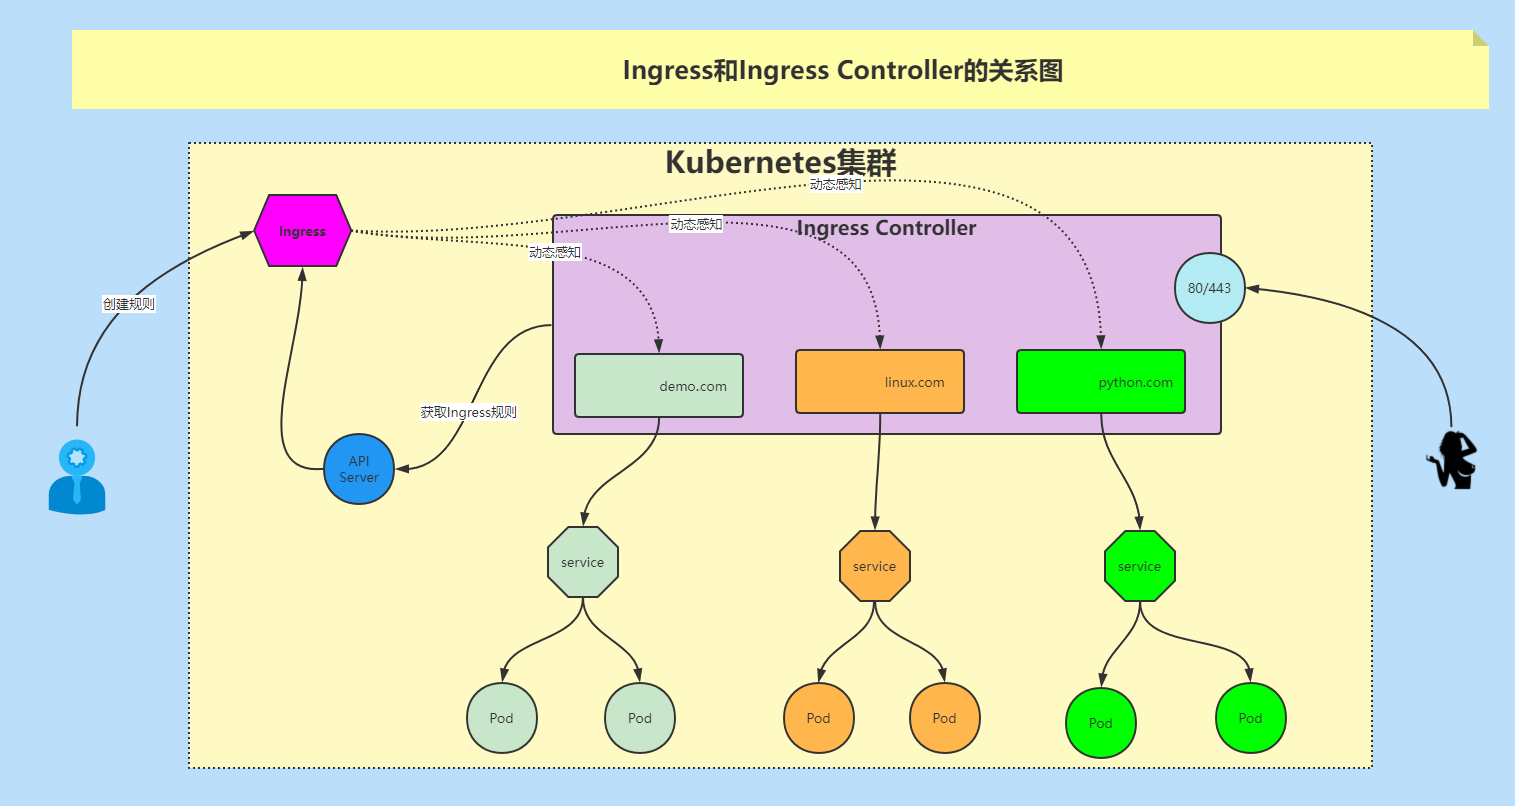 Ingress和Ingress Controller的关系图
Kubernetes集群
动态感知
动态感知
动态感知
Ingress Controller
Ingress
创建规则
80/443
demo.com
linux.com
python.com
获取Ingress规则
API
Server
service
service
service
Pod
Pod
Pod
Pod
Pod
Pod